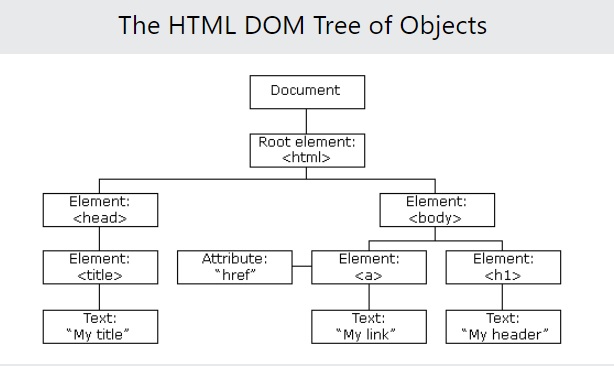 The HTML DOM Tree of Objects
Document
Root element:
<html>
Element:
<head>
Element:
<body>
Element:
<title>
Attribute:
“href”
Element:
<a>
Element:
<h1>
Text:
“My title”
Text:
“My link”
Text:
“My header”